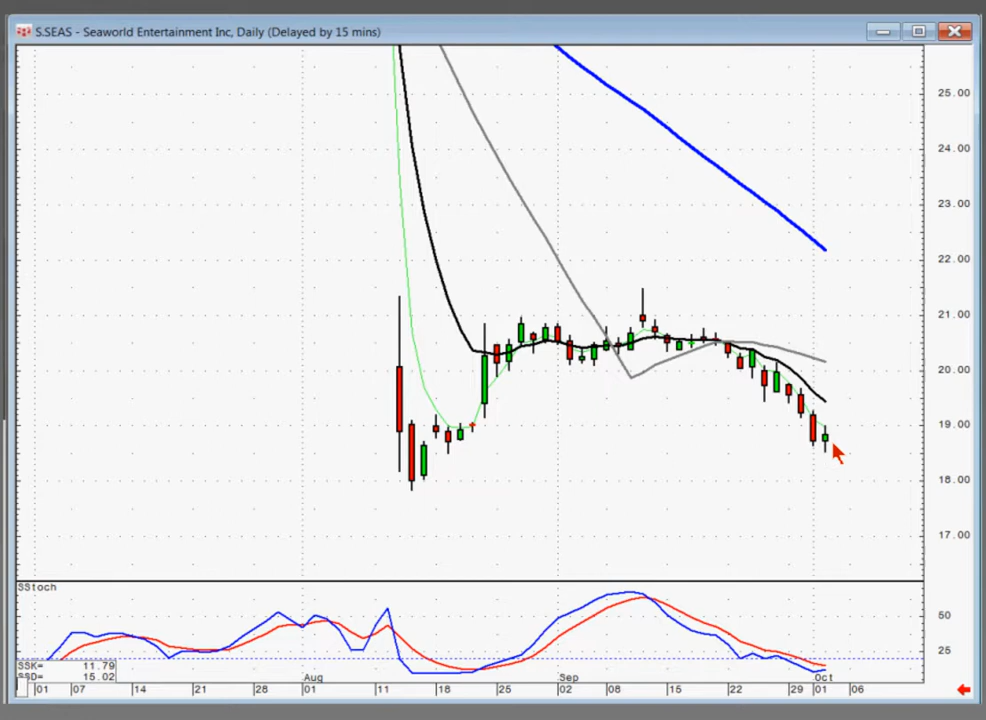 S.SEAS - Seaworld Entertainment Inc, Daily (Delayed by 15 mins)
25.00
24.00
23.00
22.00
21.00
20.00
19.00
18.00
17.00
SStoch
50
25
SSK= 11.79
SSD= 15.02
Aug Sep Oct
01 07 14 21 28 01 11 18 25 02 08 15 22 29 01 06